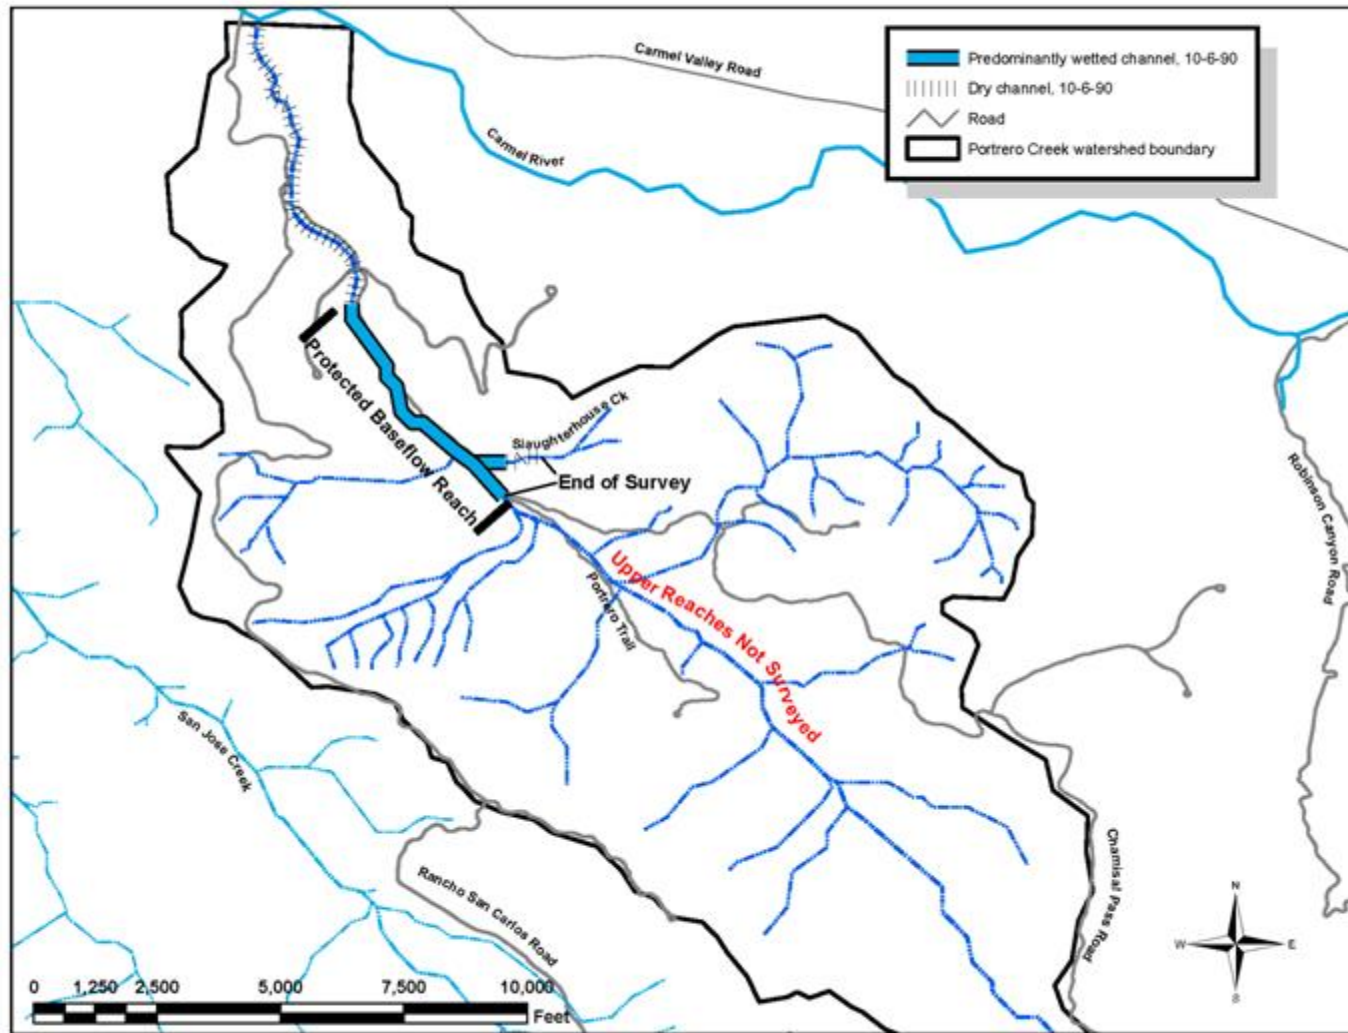 Carmel Valley Road
Predominantly wetted channel, 10-6-90
Dry channel, 10-6-90
Road
Portrero Creek watershed boundary
Carmel River
Protected Baseflow Reach
Slaughterhouse Ck
End of Survey
Robinson Canyon Road
Upper Reaches Not Surveyed
Portrero Trail
San Jose Creek
Rancho San Carlos Road
Chamisal Pass Road
N
W
E
S
0 1,250 2,500 5,000 7,500 10,000
Feet